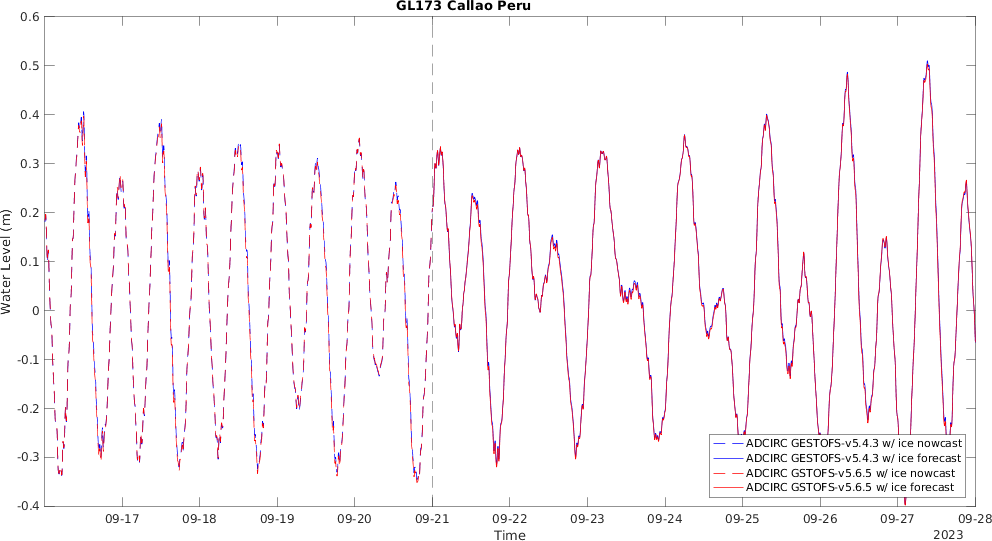 GL173 Callao Peru
0.6
0.5
0.4
0.3
0.2
0.1
0
-0.1
-0.2
-0.3
-0.4
Water Level (m)
ADCIRC GESTOFS-v5.4.3 w/ ice nowcast
ADCIRC GESTOFS-v5.4.3 w/ ice forecast
ADCIRC GSTOFS-v5.6.5 w/ ice nowcast
ADCIRC GSTOFS-v5.6.5 w/ ice forecast
09-17 09-18 09-19 09-20 09-21 09-22 09-23 09-24 09-25 09-26 09-27 09-28
Time
2023